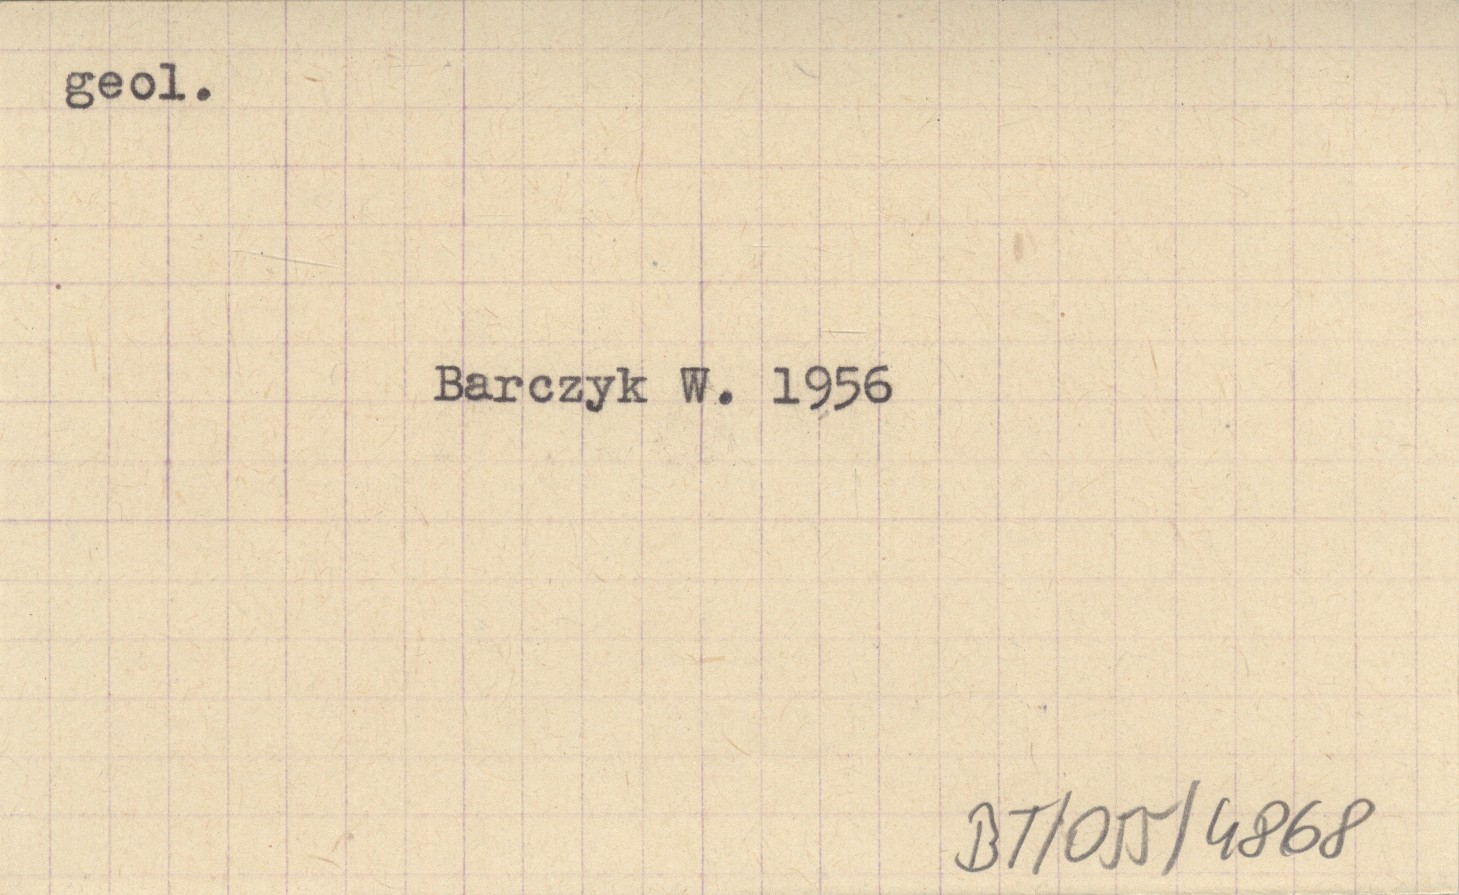 geol.
Barczyk W. 1956
BT/055/4868